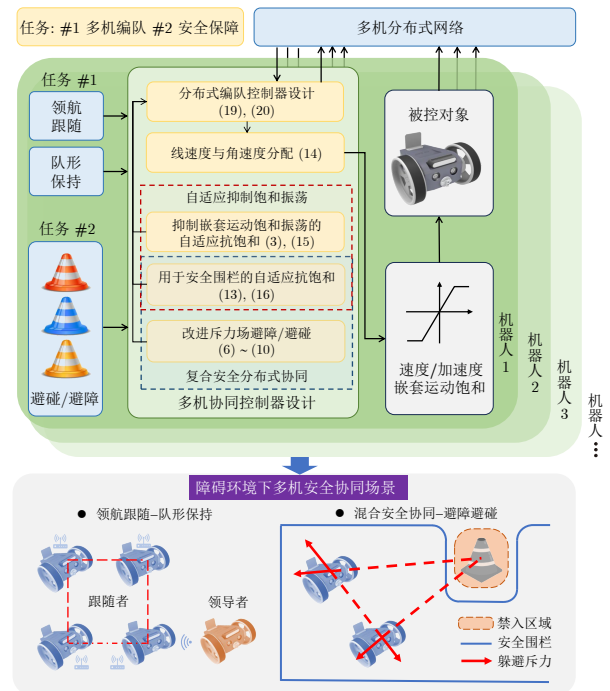 任务: #1 多机编队 #2 安全保障
多机分布式网络
任务 #1
领航
跟随
队形
保持
任务 #2
避碰/避障
分布式编队控制器设计
(19), (20)
线速度与角速度分配 (14)
自适应抑制饱和振荡
抑制嵌套运动饱和振荡的
自适应抗饱和 (3), (15)
用于安全围栏的自适应抗饱和
(13), (16)
改进斥力场避障/避碰
(6) ~ (10)
复合安全分布式协同
多机协同控制器设计
被控对象
速度/加速度
嵌套运动饱和
机器人 1
机器人 2
机器人 3
机器人 ⋯
障碍环境下多机安全协同场景
● 领航跟随–队形保持
跟随者
领导者
● 混合安全协同–避障避碰
禁入区域
安全围栏
躲避斥力